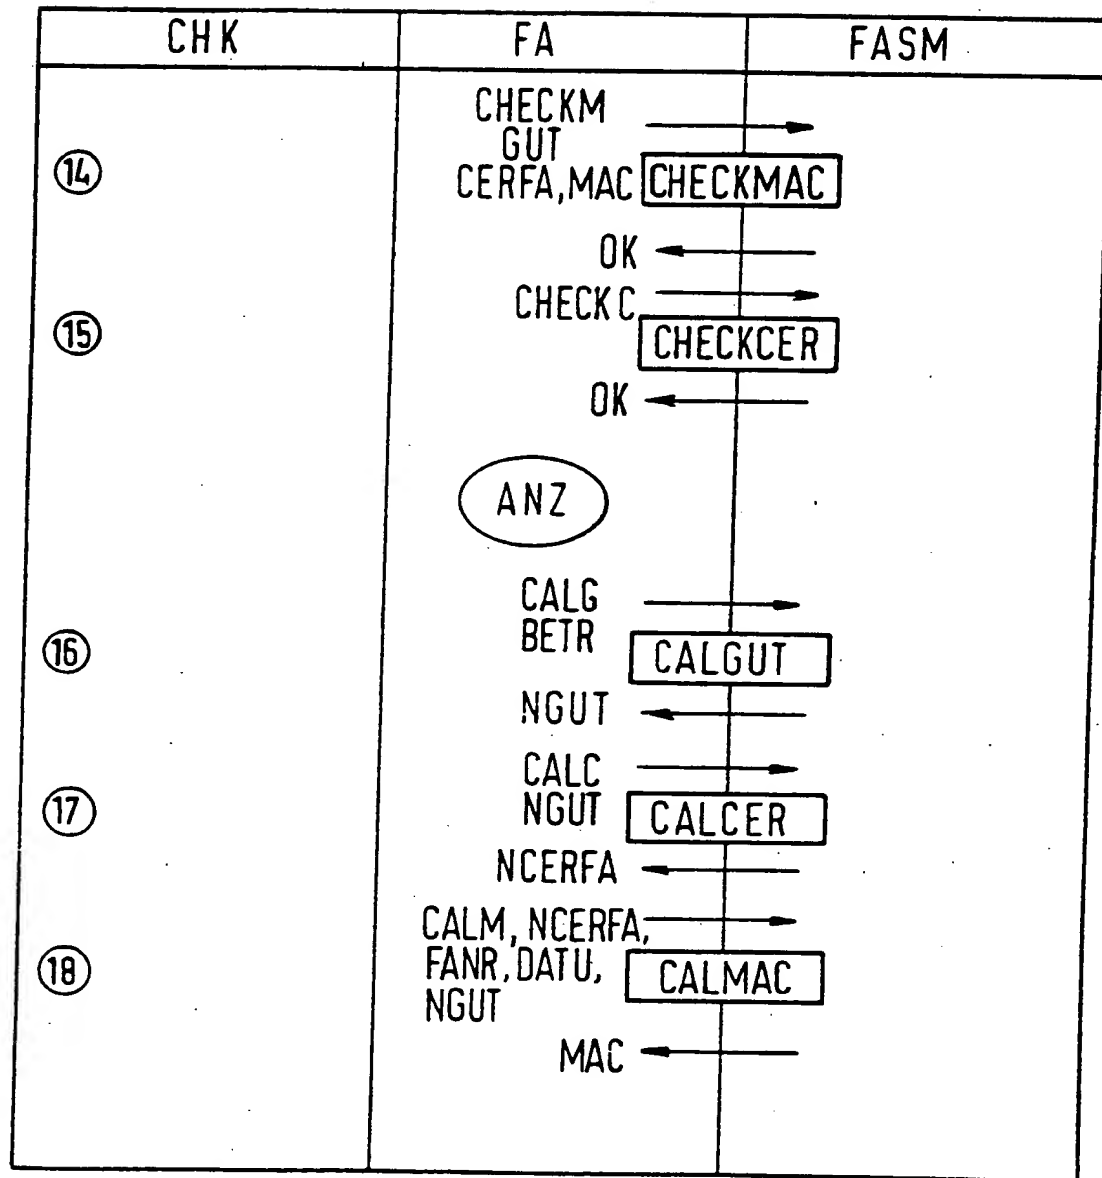 CHK FA FASM
CHECKM
GUT
14 CERFA, MAC CHECKMAC
OK
CHECKC
15 CHECKCER
OK
ANZ
CALG
BETR
16 CALGUT
NGUT
CALC
17 NGUT CALCER
NCERFA
CALM, NCERFA,
18 FANR, DATU, CALMAC
NGUT
MAC